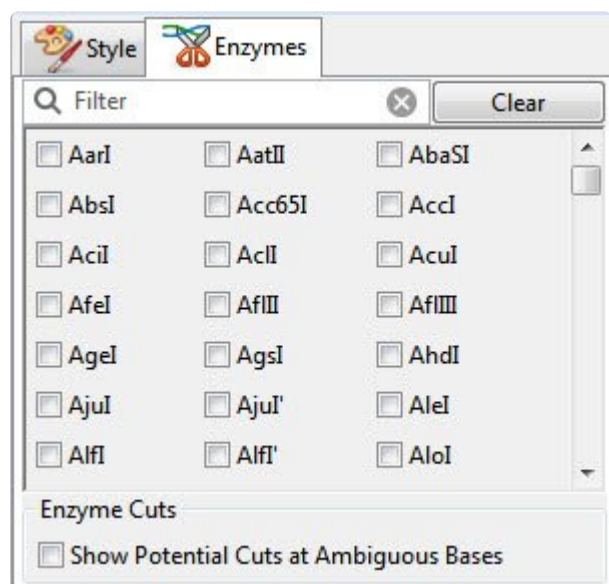 Style Enzymes
Filter Clear
AarI AatII AbaSI
AbsI Acc65I AccI
AciI AclI AcuI
AfeI AflII AflIII
AgeI AgsI AhdI
AjuI AjuI' AleI
AlfI AlfI' AloI
Enzyme Cuts
Show Potential Cuts at Ambiguous Bases